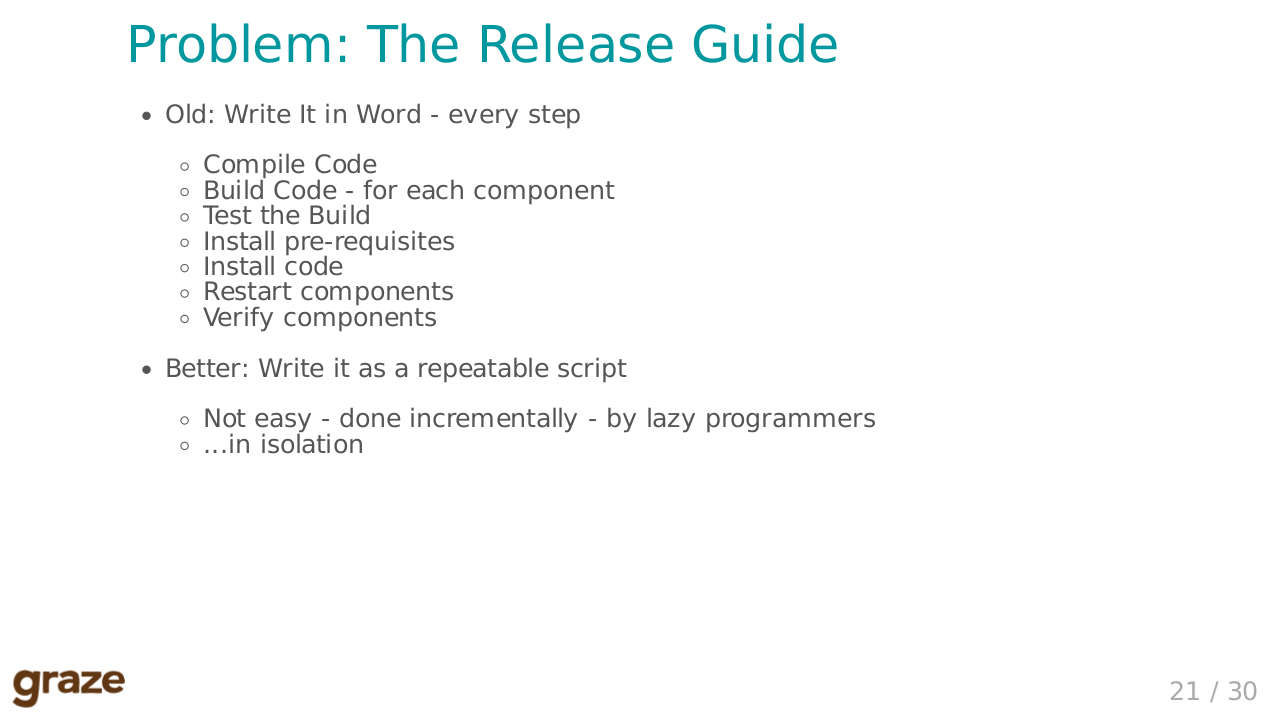 Problem: The Release Guide
• Old: Write It in Word - every step
◦ Compile Code
◦ Build Code - for each component
◦ Test the Build
◦ Install pre-requisites
◦ Install code
◦ Restart components
◦ Verify components
• Better: Write it as a repeatable script
◦ Not easy - done incrementally - by lazy programmers
◦ ...in isolation
graze
21 / 30